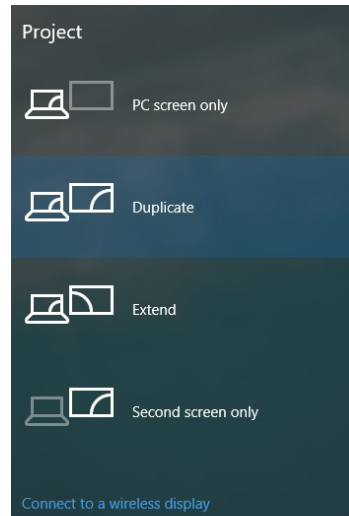 Project
PC screen only
Duplicate
Extend
Second screen only
Connect to a wireless display